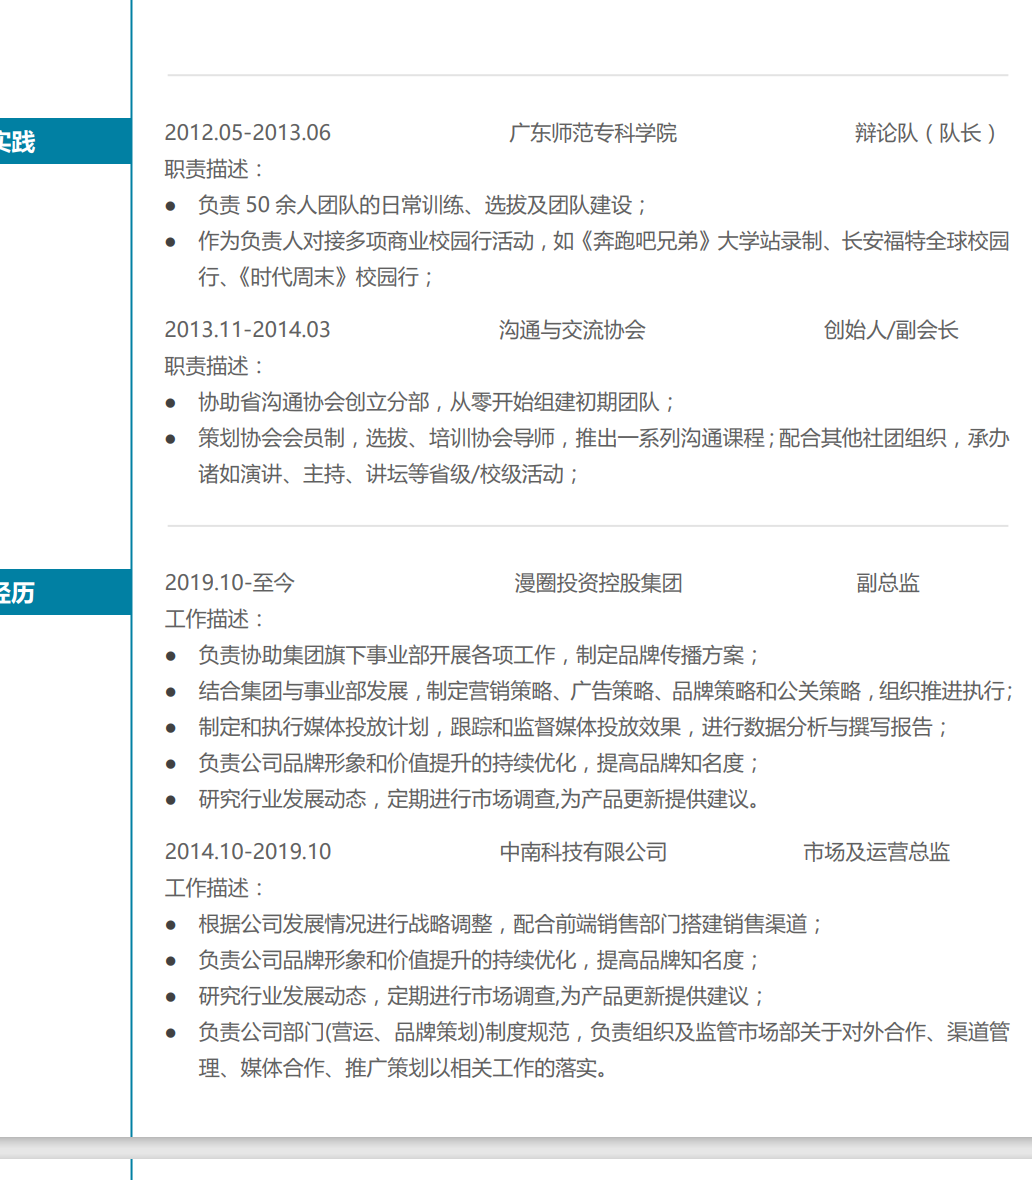 实践
2012.05-2013.06 广东师范专科学院 辩论队（队长）
职责描述：
● 负责 50 余人团队的日常训练、选拔及团队建设；
● 作为负责人对接多项商业校园行活动，如《奔跑吧兄弟》大学站录制、长安福特全球校园
行、《时代周末》校园行；
2013.11-2014.03 沟通与交流协会 创始人/副会长
职责描述：
● 协助省沟通协会创立分部，从零开始组建初期团队；
● 策划协会会员制，选拔、培训协会导师，推出一系列沟通课程；配合其他社团组织，承办
诸如演讲、主持、讲坛等省级/校级活动；
经历
2019.10-至今 漫圈投资控股集团 副总监
工作描述：
● 负责协助集团旗下事业部开展各项工作，制定品牌传播方案；
● 结合集团与事业部发展，制定营销策略、广告策略、品牌策略和公关策略，组织推进执行；
● 制定和执行媒体投放计划，跟踪和监督媒体投放效果，进行数据分析与撰写报告；
● 负责公司品牌形象和价值提升的持续优化，提高品牌知名度；
● 研究行业发展动态，定期进行市场调查,为产品更新提供建议。
2014.10-2019.10 中南科技有限公司 市场及运营总监
工作描述：
● 根据公司发展情况进行战略调整，配合前端销售部门搭建销售渠道；
● 负责公司品牌形象和价值提升的持续优化，提高品牌知名度；
● 研究行业发展动态，定期进行市场调查,为产品更新提供建议；
● 负责公司部门(营运、品牌策划)制度规范，负责组织及监管市场部关于对外合作、渠道管
理、媒体合作、推广策划以相关工作的落实。